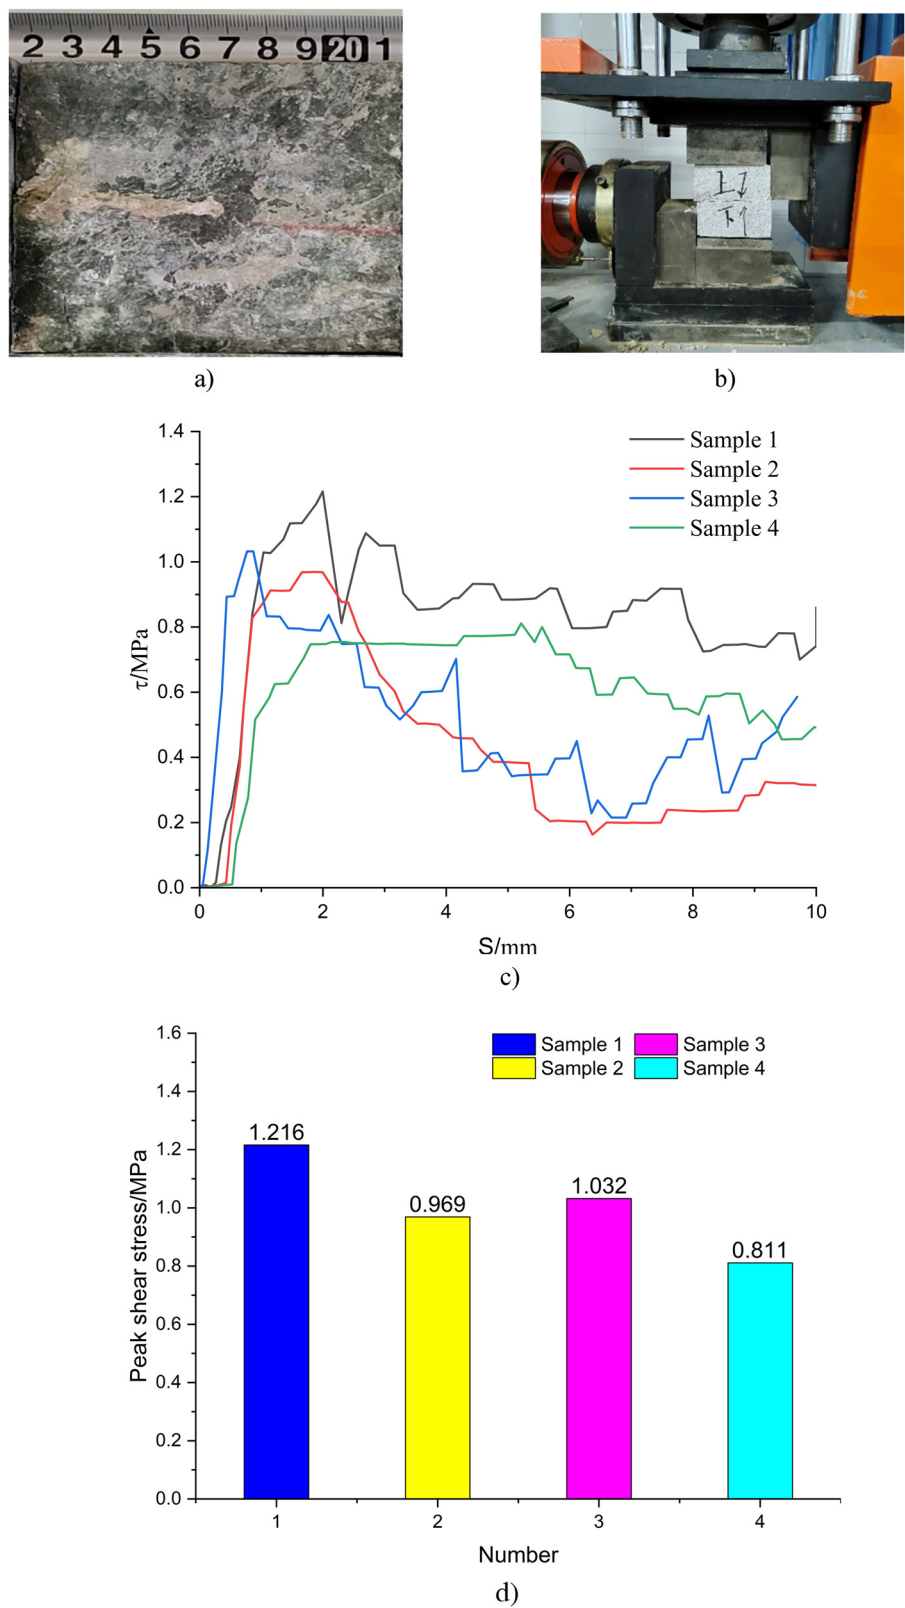 2 3 4 5 6 7 8 9 20 1
上
下
a)
b)
1.4
1.2
1.0
0.8
0.6
0.4
0.2
0.0
τ/MPa
Sample 1
Sample 2
Sample 3
Sample 4
0 2 4 6 8 10
S/mm
c)
1.6
1.4
1.2
1.0
0.8
0.6
0.4
0.2
0.0
Peak shear stress/MPa
Sample 1 Sample 3
Sample 2 Sample 4
1.216
0.969
1.032
0.811
1 2 3 4
Number
d)